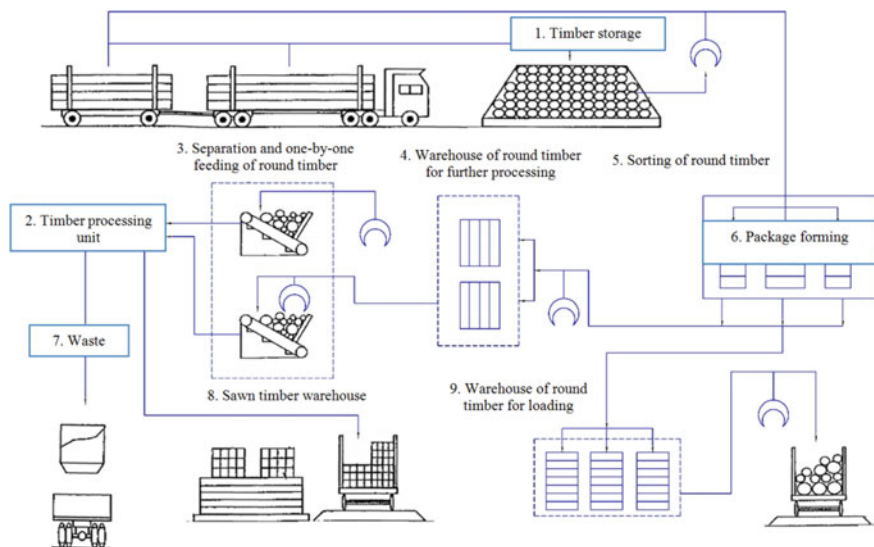 1. Timber storage
3. Separation and one-by-one
feeding of round timber
4. Warehouse of round timber
for further processing
5. Sorting of round timber
2. Timber processing
unit
6. Package forming
7. Waste
8. Sawn timber warehouse
9. Warehouse of round
timber for loading